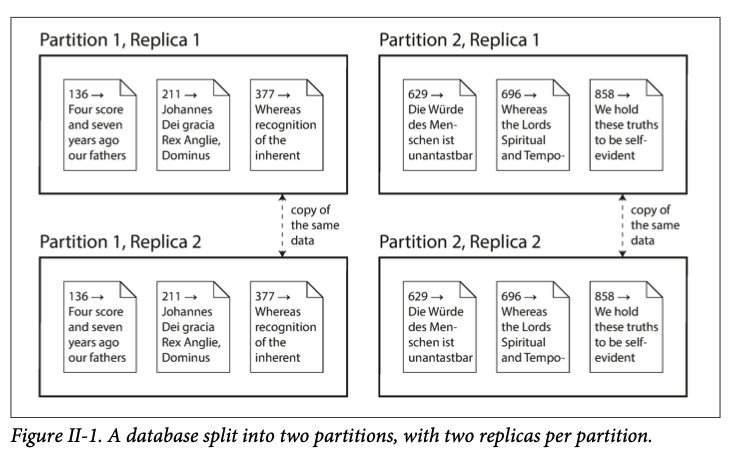 Partition 1, Replica 1
136 →
Four score
and seven
years ago
our fathers
211 →
Johannes
Dei gracia
Rex Anglie,
Dominus
377 →
Whereas
recognition
of the
inherent
Partition 2, Replica 1
629 →
Die Würde
des Men-
schen ist
unantastbar
696 →
Whereas
the Lords
Spiritual
and Tempo-
858 →
We hold
these truths
to be self-
evident
copy of
the same
data
copy of
the same
data
Partition 1, Replica 2
136 →
Four score
and seven
years ago
our fathers
211 →
Johannes
Dei gracia
Rex Anglie,
Dominus
377 →
Whereas
recognition
of the
inherent
Partition 2, Replica 2
629 →
Die Würde
des Men-
schen ist
unantastbar
696 →
Whereas
the Lords
Spiritual
and Tempo-
858 →
We hold
these truths
to be self-
evident
Figure II-1. A database split into two partitions, with two replicas per partition.